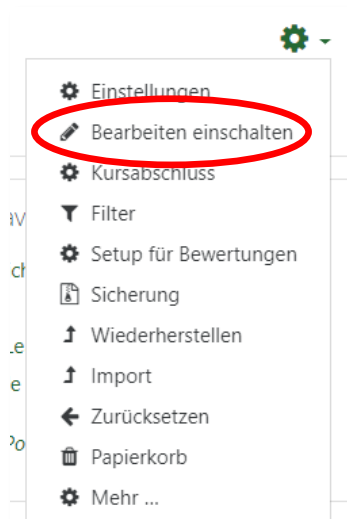 Einstellungen
Bearbeiten einschalten
Kursabschluss
Filter
Setup für Bewertungen
Sicherung
Wiederherstellen
Import
Zurücksetzen
Papierkorb
Mehr ...